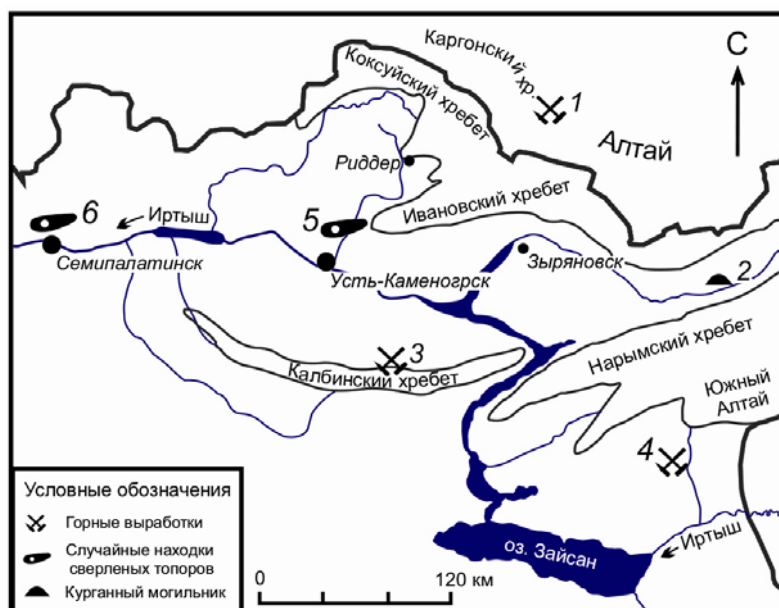 Каргонский хр.
Коксуйский хребет
1
С
Алтай
Риддер
Ивановский хребет
6
Иртыш
5
Семипалатинск
Усть-Каменогрск
Зыряновск
2
3
Калбинский хребет
Нарымский хребет
Южный
Алтай
4
Иртыш
оз. Зайсан
Условные обозначения
Горные выработки
Случайные находки
сверленых топоров
Курганный могильник
0 120 км